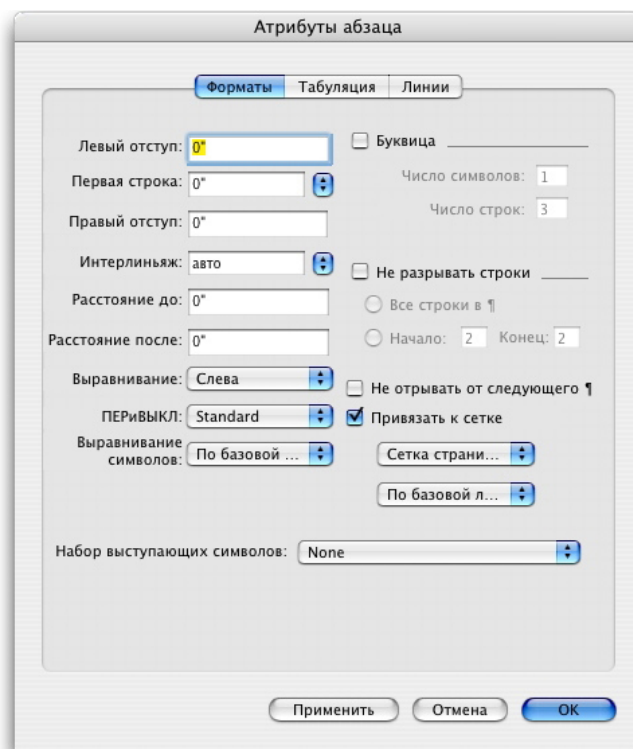 Атрибуты абзаца
Форматы Табуляция Линии
Левый отступ: 0"
Первая строка: 0"
Правый отступ: 0"
Интерлиньяж: авто
Расстояние до: 0"
Расстояние после: 0"
Выравнивание: Слева
ПЕРиВЫКЛ: Standard
Выравнивание
символов: По базовой ...
Буквица
Число символов: 1
Число строк: 3
Не разрывать строки
Все строки в ¶
Начало: 2 Конец: 2
Не отрывать от следующего ¶
Привязать к сетке
Сетка страни...
По базовой л...
Набор выступающих символов: None
Применить Отмена OK